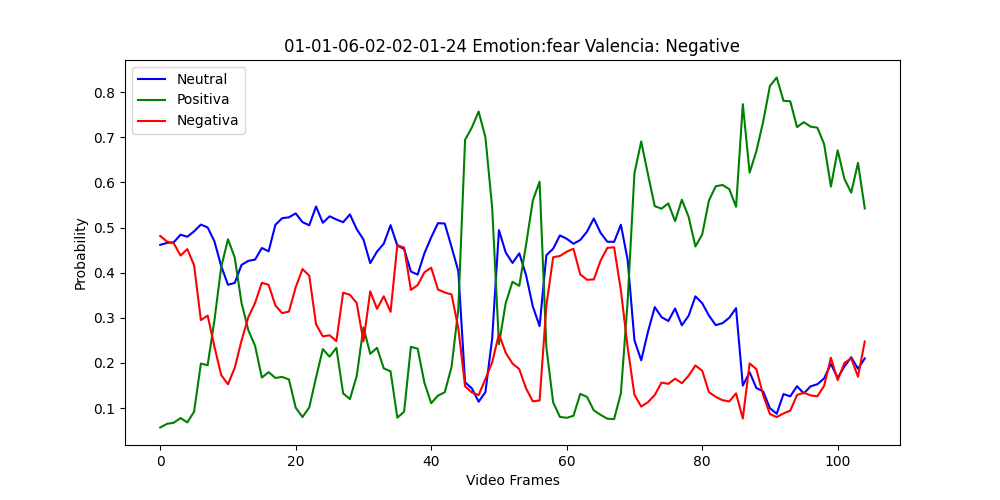 01-01-06-02-02-01-24 Emotion:fear Valencia: Negative
Neutral
Positiva
Negativa
Probability
0.8
0.7
0.6
0.5
0.4
0.3
0.2
0.1
0 20 40 60 80 100
Video Frames